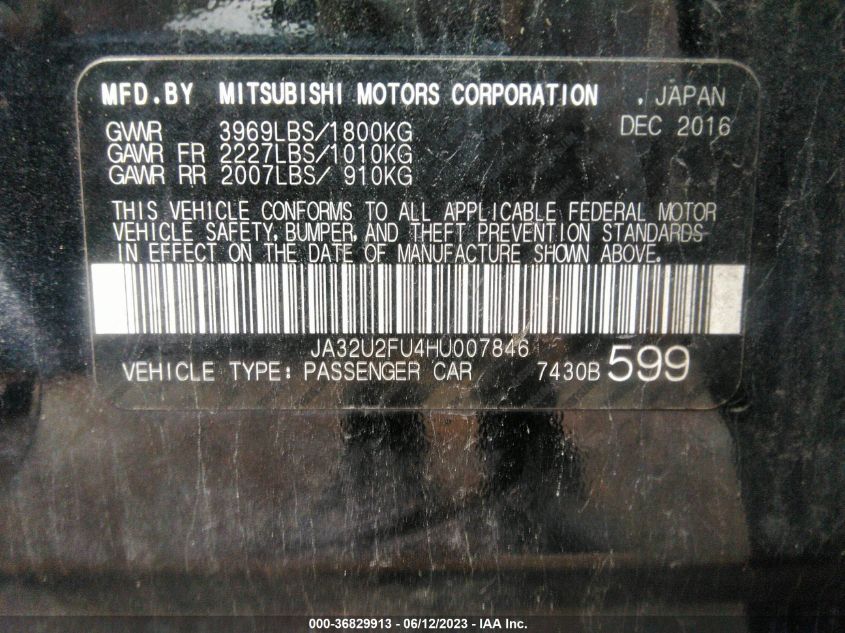 MFD.BY MITSUBISHI MOTORS CORPORATION , JAPAN
GVWR 3969LBS/1800KG DEC 2016
GAWR FR 2227LBS/1010KG
GAWR RR 2007LBS/ 910KG
THIS VEHICLE CONFORMS TO ALL APPLICABLE FEDERAL MOTOR
VEHICLE SAFETY, BUMPER, AND THEFT PREVENTION STANDARDS
IN EFFECT ON THE DATE OF MANUFACTURE SHOWN ABOVE.
JA32U2FU4HU007846
VEHICLE TYPE: PASSENGER CAR 7430B 599
000-36829913 - 06/12/2023 - IAA Inc.